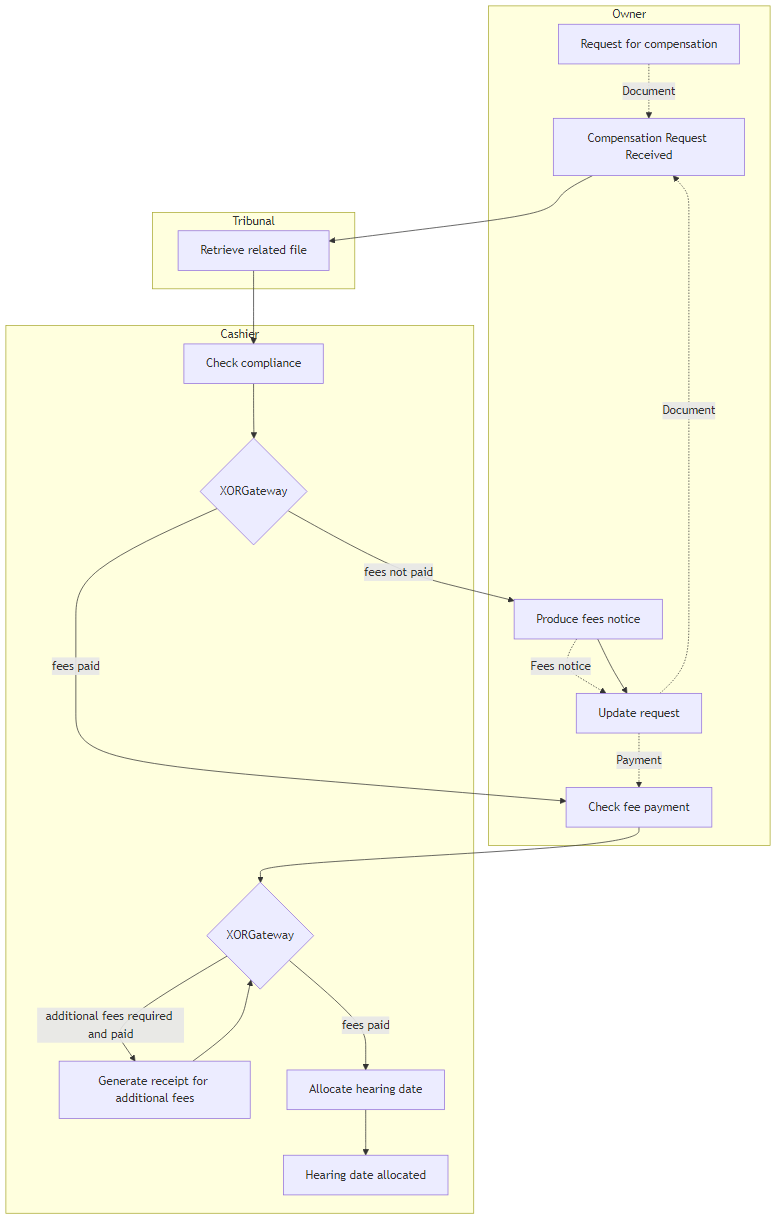 Owner
Request for compensation
Document
Compensation Request
Received
Tribunal
Retrieve related file
Cashier
Check compliance
Document
XORGateway
fees not paid
Produce fees notice
fees paid
Fees notice
Update request
Payment
Check fee payment
XORGateway
additional fees required
and paid
fees paid
Generate receipt for
additional fees
Allocate hearing date
Hearing date allocated